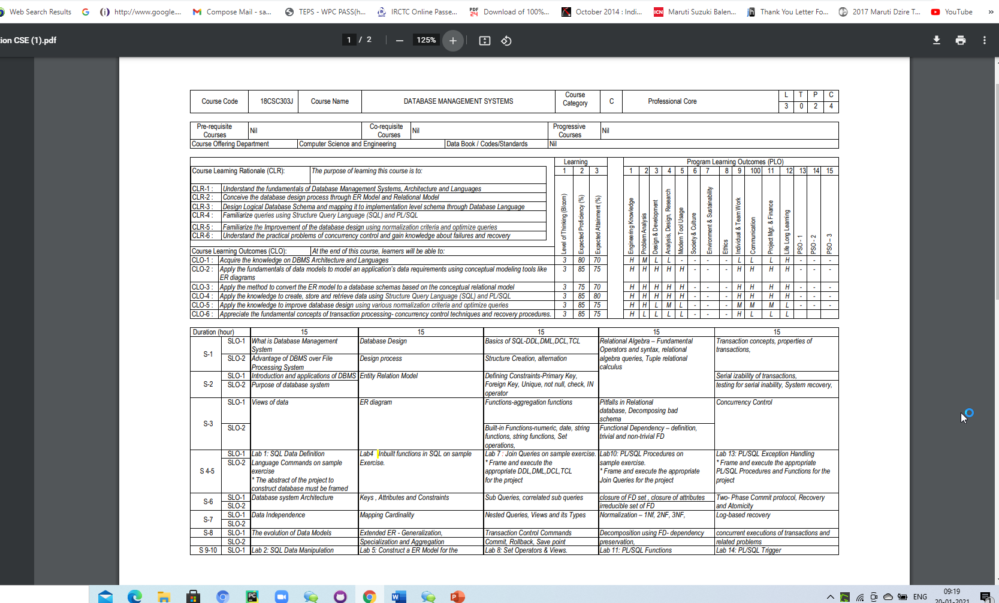 Web Search Results
http://www.google....
Compose Mail - sa...
TEPS - WPC PASS(h...
IRCTC Online Passe...
Download of 100%...
October 2014 : Indi...
Maruti Suzuki Balen...
Thank You Letter Fo...
2017 Maruti Dzire T...
YouTube
»
ion CSE (1).pdf
1 / 2
125%
Course Code 18CSC303J Course Name DATABASE MANAGEMENT SYSTEMS Course Category C Professional Core L T P C
3 0 2 4
Pre-requisite Courses Nil Co-requisite Courses Nil Progressive Courses Nil
Course Offering Department Computer Science and Engineering Data Book / Codes/Standards Nil
Learning Program Learning Outcomes (PLO)
Course Learning Rationale (CLR): The purpose of learning this course is to: 1 2 3 1 2 3 4 5 6 7 8 9 100 11 12 13 14 15
CLR-1 : Understand the fundamentals of Database Management Systems, Architecture and Languages
CLR-2 : Conceive the database design process through ER Model and Relational Model
CLR-3 : Design Logical Database Schema and mapping it to implementation level schema through Database Language
CLR-4 : Familiarize queries using Structure Query Language (SQL) and PL/SQL
CLR-5 : Familiarize the Improvement of the database design using normalization criteria and optimize queries
CLR-6 : Understand the practical problems of concurrency control and gain knowledge about failures and recovery
Level of Thinking (Bloom)
Expected Proficiency (%)
Expected Attainment (%)
Engineering Knowledge
Problem Analysis
Design & Development
Analysis, Design, Research
Modern Tool Usage
Society & Culture
Environment & Sustainability
Ethics
Individual & Team Work
Communication
Project Mgt. & Finance
Life Long Learning
PSO - 1
PSO - 2
PSO – 3
Course Learning Outcomes (CLO): At the end of this course, learners will be able to:
CLO-1 : Acquire the knowledge on DBMS Architecture and Languages 3 80 70 H M L L - - - - L L L H - - -
CLO-2 : Apply the fundamentals of data models to model an application's data requirements using conceptual modeling tools like 3 85 75 H H H H H - - - H H H H - - -
ER diagrams
CLO-3 : Apply the method to convert the ER model to a database schemas based on the conceptual relational model 3 75 70 H H H H H - - - H H H H - - -
CLO-4 : Apply the knowledge to create, store and retrieve data using Structure Query Language (SQL) and PL/SQL 3 85 80 H H H H H - - - H H H H - - -
CLO-5 : Apply the knowledge to improve database design using various normalization criteria and optimize queries 3 85 75 H H L M L - - - M M M L - - -
CLO-6 : Appreciate the fundamental concepts of transaction processing- concurrency control techniques and recovery procedures. 3 85 75 H L L L L - - - H L L L
Duration (hour) 15 15 15 15 15
S-1
SLO-1 What is Database Management System
Database Design
Basics of SQL-DDL,DML,DCL,TCL
Relational Algebra – Fundamental
Operators and syntax, relational
algebra queries, Tuple relational
calculus
Transaction concepts, properties of
transactions,
SLO-2 Advantage of DBMS over File
Processing System
Design process
Structure Creation, alternation
S-2
SLO-1 Introduction and applications of DBMS
Entity Relation Model
Defining Constraints-Primary Key,
Foreign Key, Unique, not null, check, IN
operator
Serial izability of transactions,
SLO-2 Purpose of database system
testing for serial inability, System recovery,
S-3
SLO-1 Views of data
ER diagram
Functions-aggregation functions
Pitfalls in Relational
database, Decomposing bad
schema
Concurrency Control
SLO-2
Built-in Functions-numeric, date, string
functions, string functions, Set
operations,
Functional Dependency – definition,
trivial and non-trivial FD
S 4-5
SLO-1
SLO-2
Lab 1: SQL Data Definition
Language Commands on sample
exercise
* The abstract of the project to
construct database must be framed
Lab4 Inbuilt functions in SQL on sample
Exercise.
Lab 7 : Join Queries on sample exercise.
* Frame and execute the
appropriate DDL,DML,DCL,TCL
for the project
Lab10: PL/SQL Procedures on
sample exercise.
* Frame and execute the appropriate
Join Queries for the project
Lab 13: PL/SQL Exception Handling
* Frame and execute the appropriate
PL/SQL Procedures and Functions for the
project
S-6
SLO-1
SLO-2
Database system Architecture
Keys , Attributes and Constraints
Sub Queries, correlated sub queries
closure of FD set , closure of attributes
irreducible set of FD
Two- Phase Commit protocol, Recovery
and Atomicity
S-7
SLO-1
SLO-2
Data Independence
Mapping Cardinality
Nested Queries, Views and its Types
Normalization – 1Nf, 2NF, 3NF,
Log-based recovery
S-8
SLO-1
SLO-2
The evolution of Data Models
Extended ER - Generalization,
Specialization and Aggregation
Transaction Control Commands
Commit, Rollback, Save point
Decomposition using FD- dependency
preservation,
concurrent executions of transactions and
related problems
S 9-10 SLO-1 Lab 2: SQL Data Manipulation Lab 5: Construct a ER Model for the Lab 8: Set Operators & Views. Lab 11: PL/SQL Functions Lab 14: PL/SQL Trigger
ENG
09:19
20-01-2021